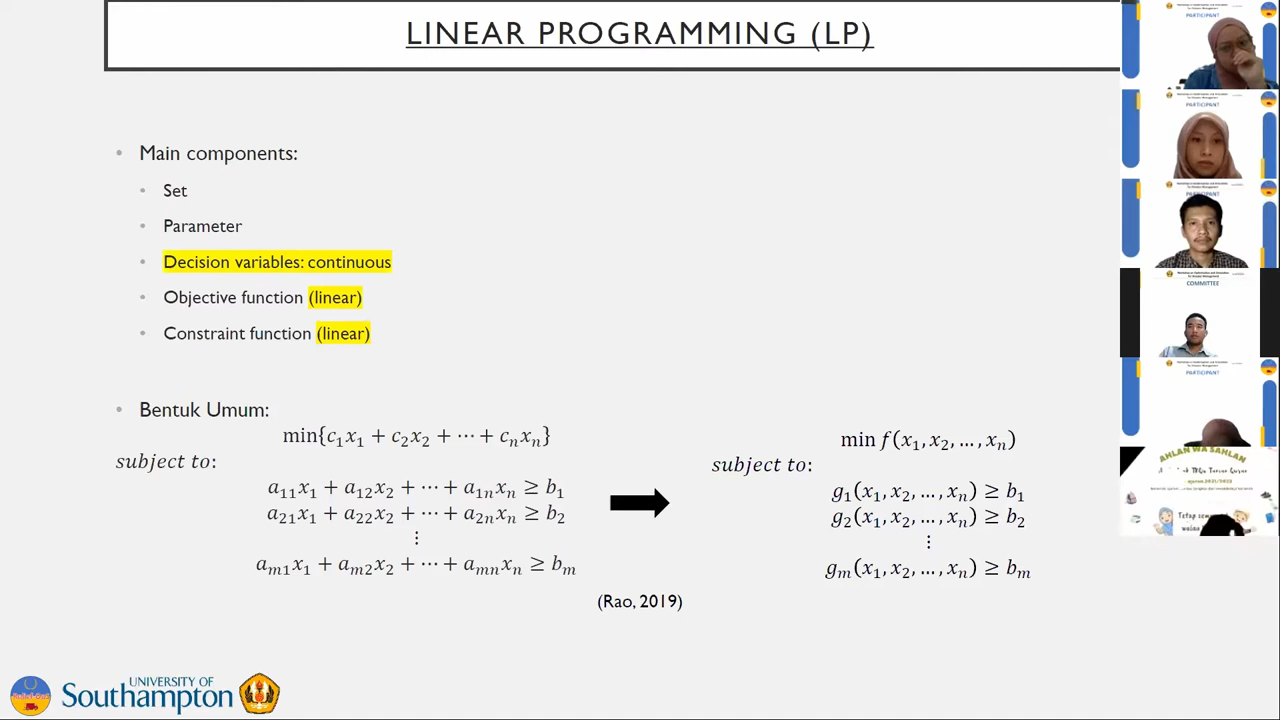 LINEAR PROGRAMMING (LP)
• Main components:
• Set
• Parameter
• Decision variables: continuous
• Objective function (linear)
• Constraint function (linear)
• Bentuk Umum:
min{c₁x₁ + c₂x₂ + ⋯ + cₙxₙ}
subject to:
a₁₁x₁ + a₁₂x₂ + ⋯ + a₁ₙxₙ ≥ b₁
a₂₁x₁ + a₂₂x₂ + ⋯ + a₂ₙxₙ ≥ b₂
⋮
aₘ₁x₁ + aₘ₂x₂ + ⋯ + aₘₙxₙ ≥ bₘ
min f(x₁, x₂, …, xₙ)
subject to:
g₁(x₁, x₂, …, xₙ) ≥ b₁
g₂(x₁, x₂, …, xₙ) ≥ b₂
⋮
gₘ(x₁, x₂, …, xₙ) ≥ bₘ
(Rao, 2019)
UNIVERSITY OF
Southampton
PARTICIPANT
PARTICIPANT
PARTICIPANT
COMMITTEE
PARTICIPANT
AHLAN WA SAHLAN